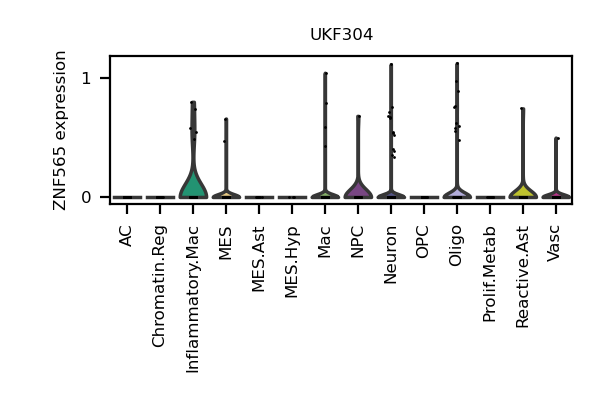 UKF304
ZNF565 expression
1
0
AC
Chromatin.Reg
Inflammatory.Mac
MES
MES.Ast
MES.Hyp
Mac
NPC
Neuron
OPC
Oligo
Prolif.Metab
Reactive.Ast
Vasc